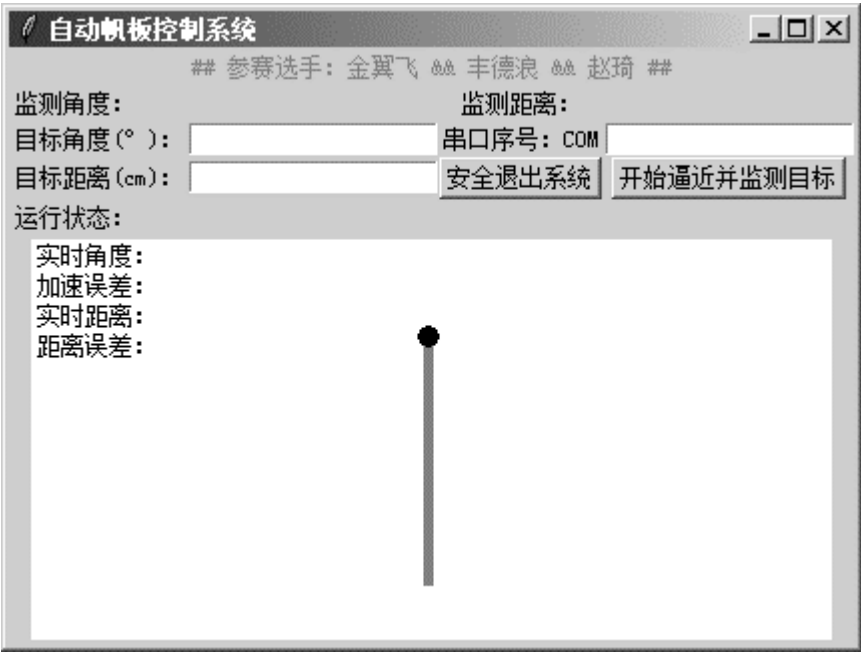 自动帆板控制系统
## 参赛选手: 金翼飞 && 丰德浪 && 赵琦 ##
监测角度: 监测距离:
目标角度(° ): 串口序号: COM
目标距离(cm): 安全退出系统 开始逼近并监测目标
运行状态:
实时角度:
加速误差:
实时距离:
距离误差: